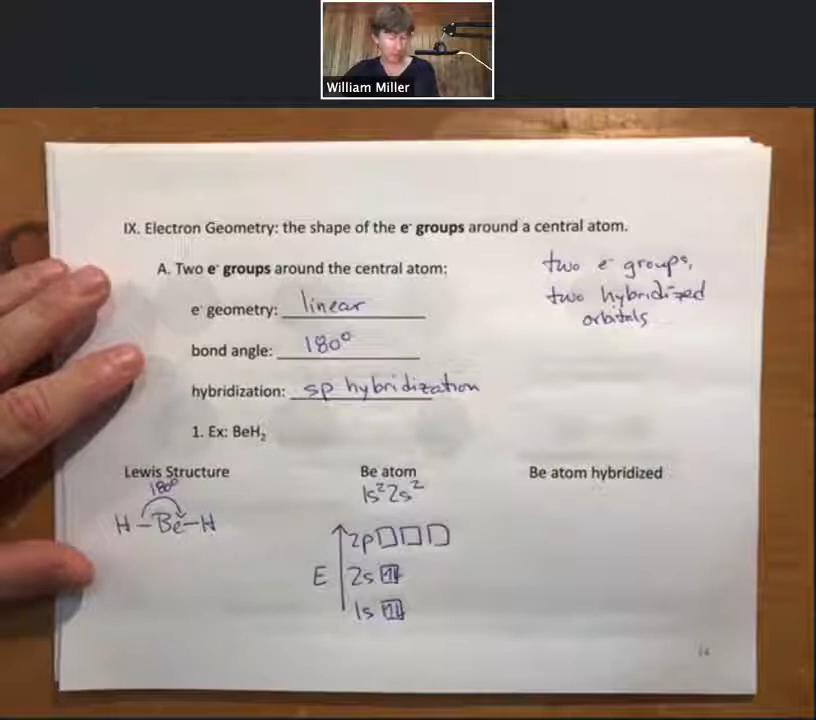 William Miller
IX. Electron Geometry: the shape of the e⁻ groups around a central atom.
A. Two e⁻ groups around the central atom:
e⁻ geometry: linear
bond angle: 180°
hybridization: sp hybridization
two e⁻ groups,
two hybridized
orbitals
1. Ex: BeH₂
Lewis Structure
180°
H-Be-H
Be atom
1s²2s²
E
2p
2s
1s
Be atom hybridized